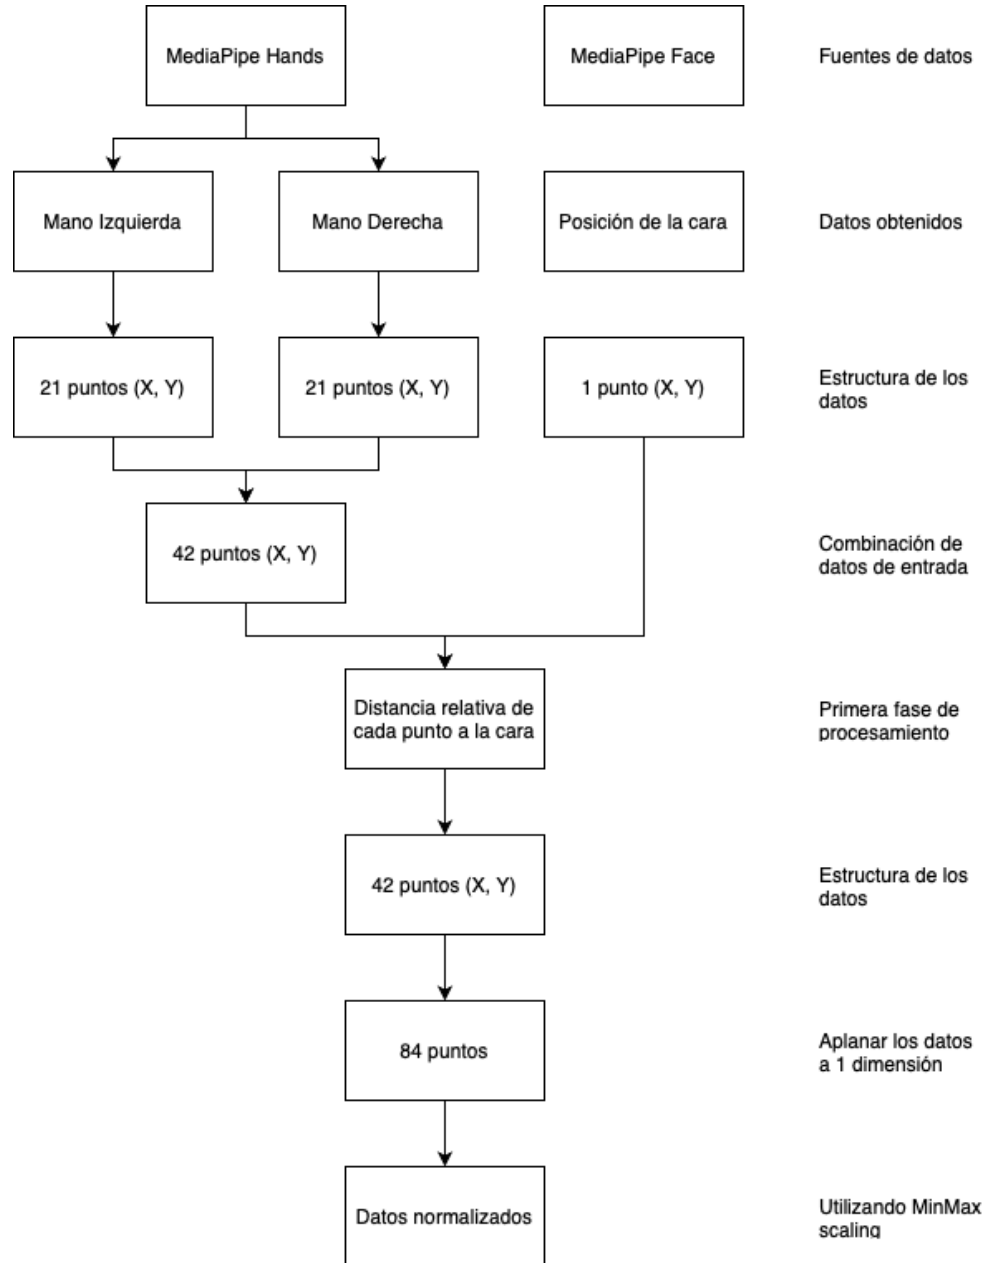 MediaPipe Hands
MediaPipe Face
Fuentes de datos
Mano Izquierda
Mano Derecha
Posición de la cara
Datos obtenidos
21 puntos (X, Y)
21 puntos (X, Y)
1 punto (X, Y)
Estructura de los
datos
42 puntos (X, Y)
Combinación de
datos de entrada
Distancia relativa de
cada punto a la cara
Primera fase de
procesamiento
42 puntos (X, Y)
Estructura de los
datos
84 puntos
Aplanar los datos
a 1 dimensión
Datos normalizados
Utilizando MinMax
scaling